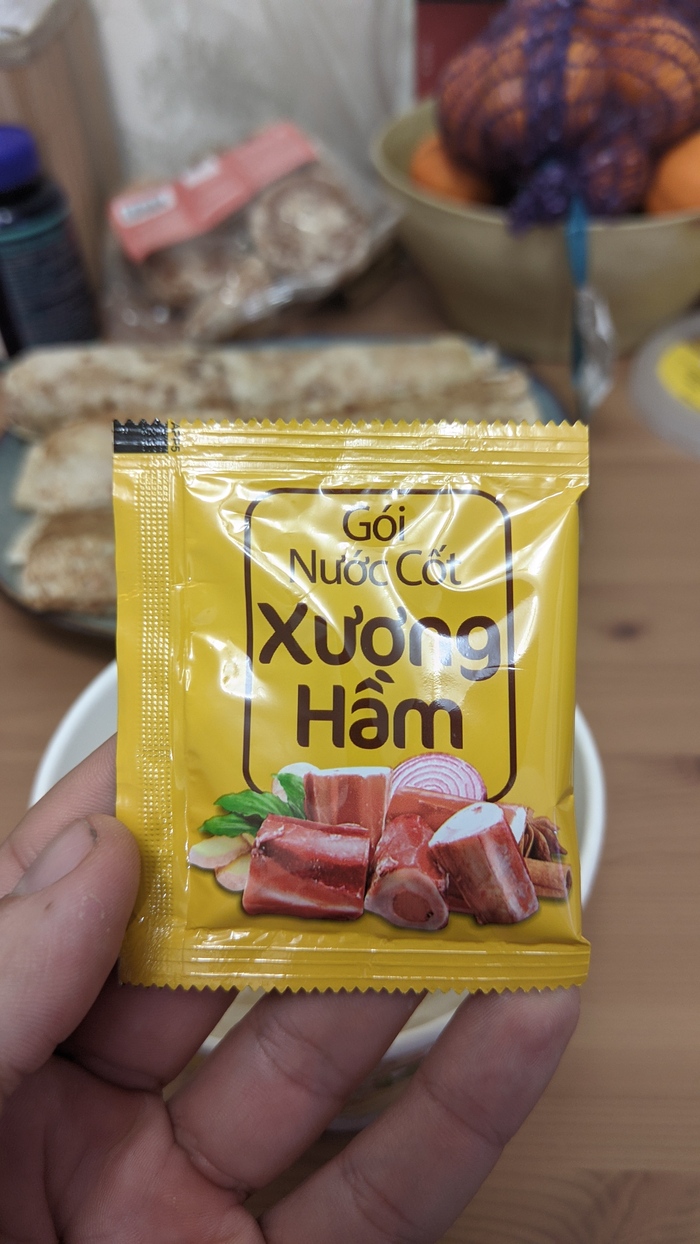 Gói
Nước Cốt
Xương
Hầm